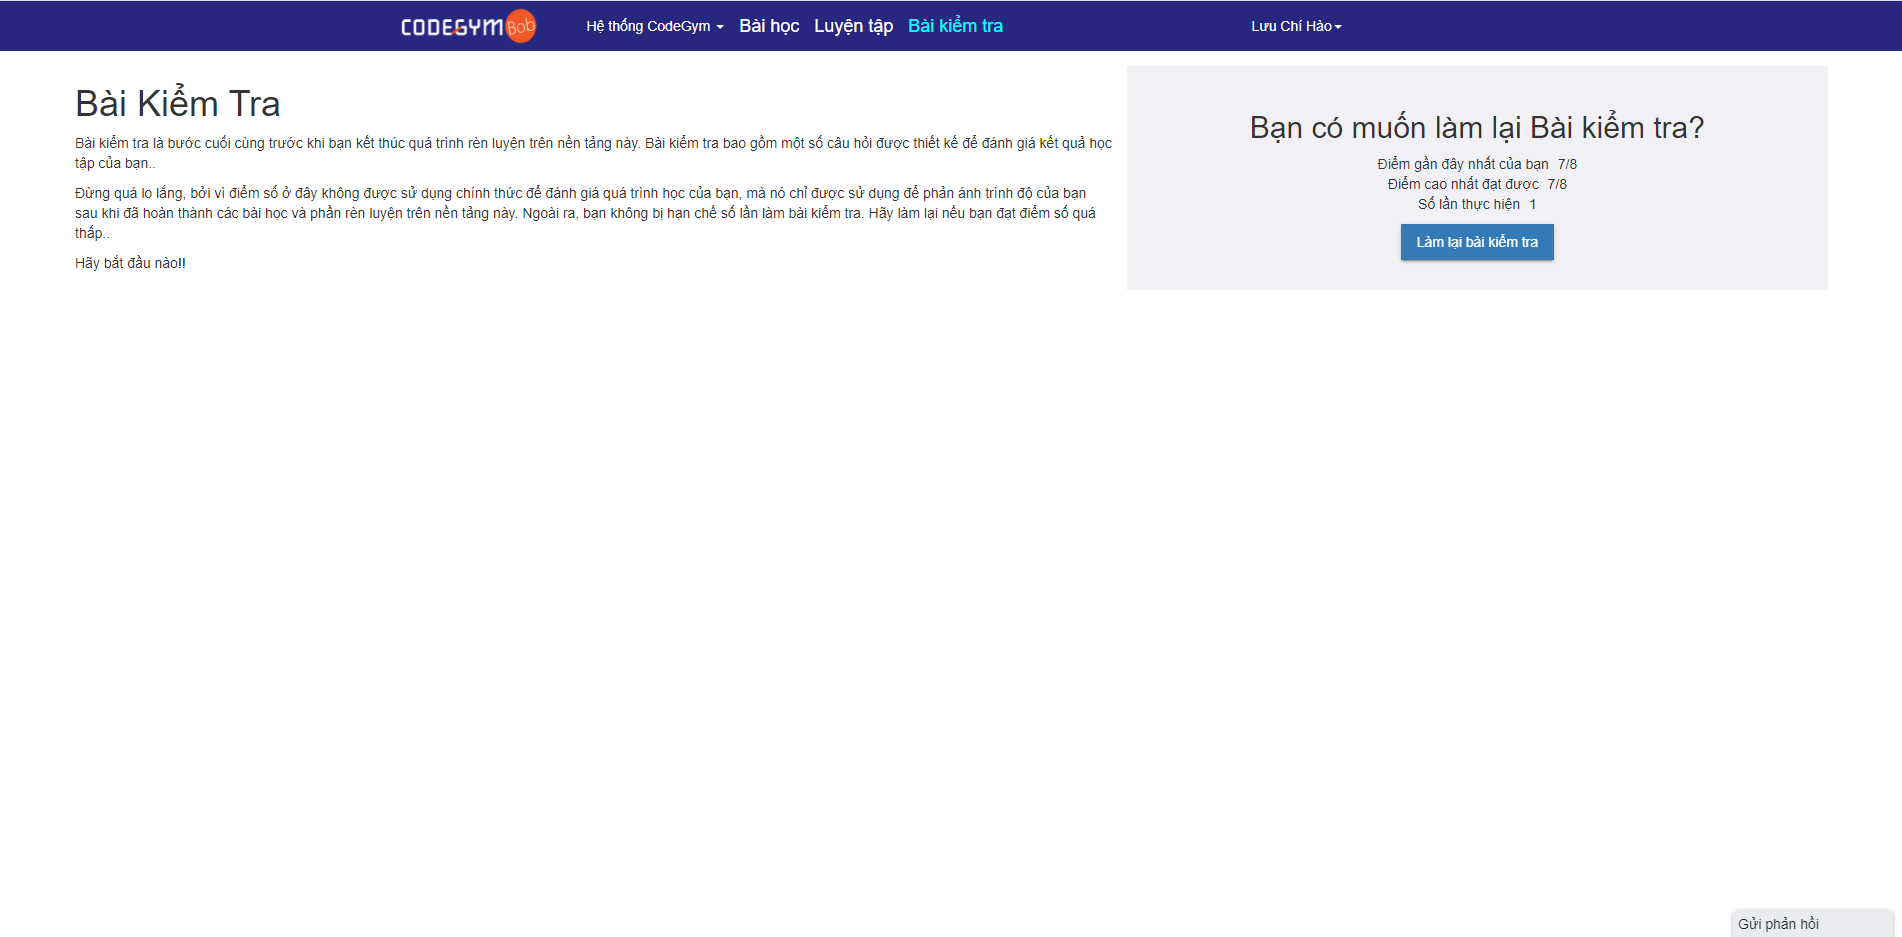 CODEGYM Bob
Hệ thống CodeGym Bài học Luyện tập Bài kiểm tra
Lưu Chí Hào
Bài Kiểm Tra
Bài kiểm tra là bước cuối cùng trước khi bạn kết thúc quá trình rèn luyện trên nền tảng này. Bài kiểm tra bao gồm một số câu hỏi được thiết kế để đánh giá kết quả học
tập của bạn..
Đừng quá lo lắng, bởi vì điểm số ở đây không được sử dụng chính thức để đánh giá quá trình học của bạn, mà nó chỉ được sử dụng để phản ánh trình độ của bạn
sau khi đã hoàn thành các bài học và phần rèn luyện trên nền tảng này. Ngoài ra, bạn không bị hạn chế số lần làm bài kiểm tra. Hãy làm lại nếu bạn đạt điểm số quá
thấp..
Hãy bắt đầu nào!!
Bạn có muốn làm lại Bài kiểm tra?
Điểm gần đây nhất của bạn 7/8
Điểm cao nhất đạt được 7/8
Số lần thực hiện 1
Làm lại bài kiểm tra
Gửi phản hồi